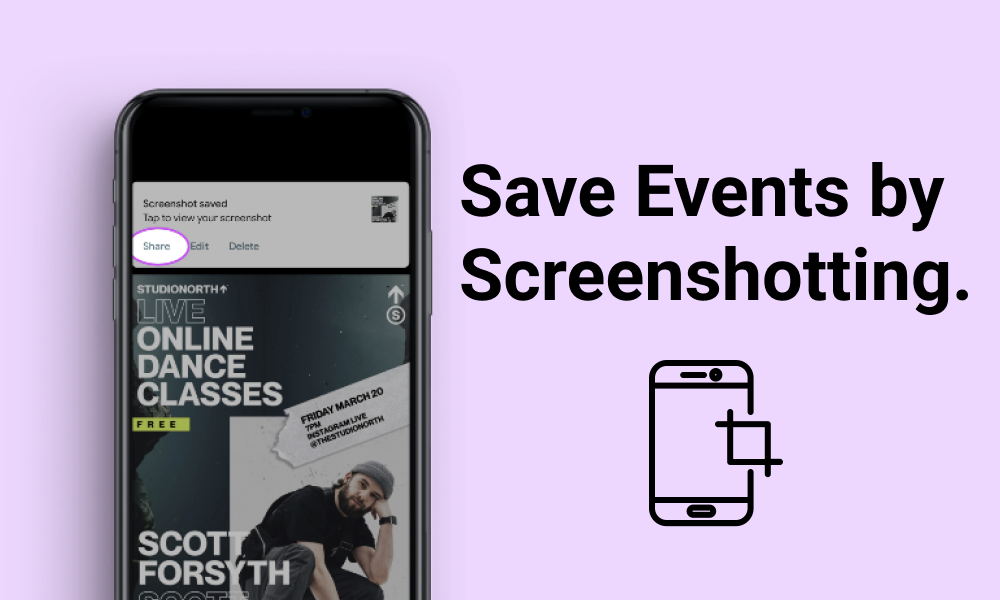 Save Events by
Screenshotting.
Screenshot saved
Tap to view your screenshot
Share Edit Delete
STUDIONORTH
LIVE
ONLINE
DANCE
CLASSES
FREE
S
FRIDAY MARCH 20
7PM
INSTAGRAM LIVE
@THESTUDIONORTH
SCOTT
FORSYTH
SCOTT